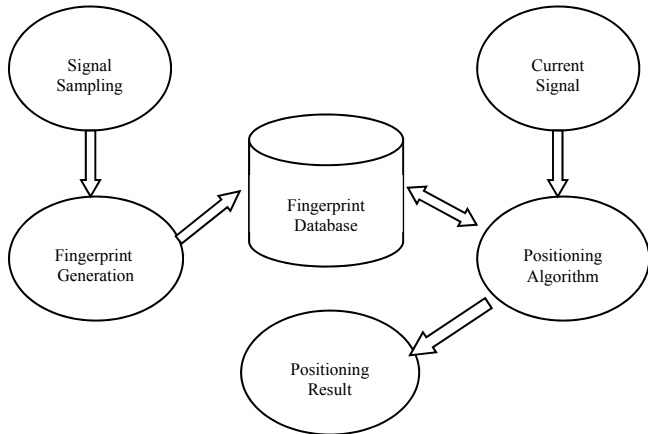 Signal
Sampling
Current
Signal
Fingerprint
Database
Fingerprint
Generation
Positioning
Algorithm
Positioning
Result